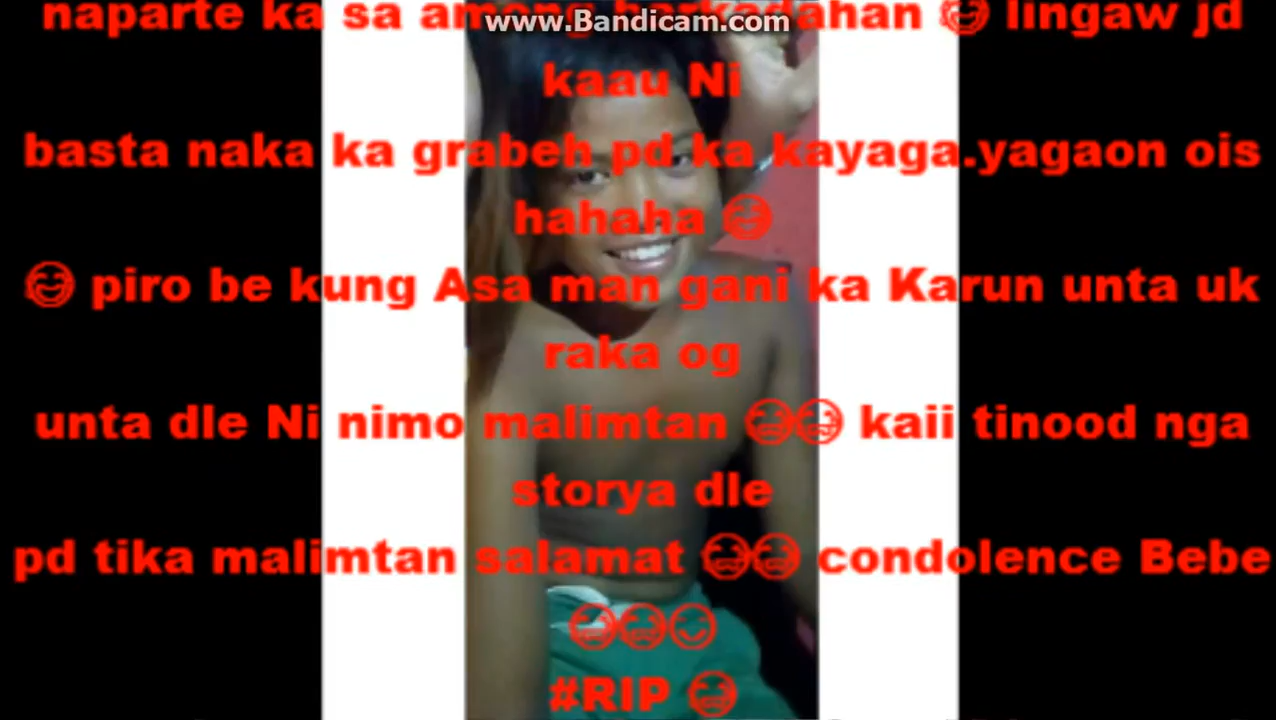 www.Bandicam.com
naparte ka sa among barkadahan 😅 lingaw jd
kaau Ni
basta naka ka grabeh pd ka kayaga.yagaon ois
hahaha 😅
😅 piro be kung Asa man gani ka Karun unta uk
raka og
unta dle Ni nimo malimtan 😫😭 kaii tinood nga
storya dle
pd tika malimtan salamat 😫😫 condolence Bebe
😫😫😊
#RIP 😫